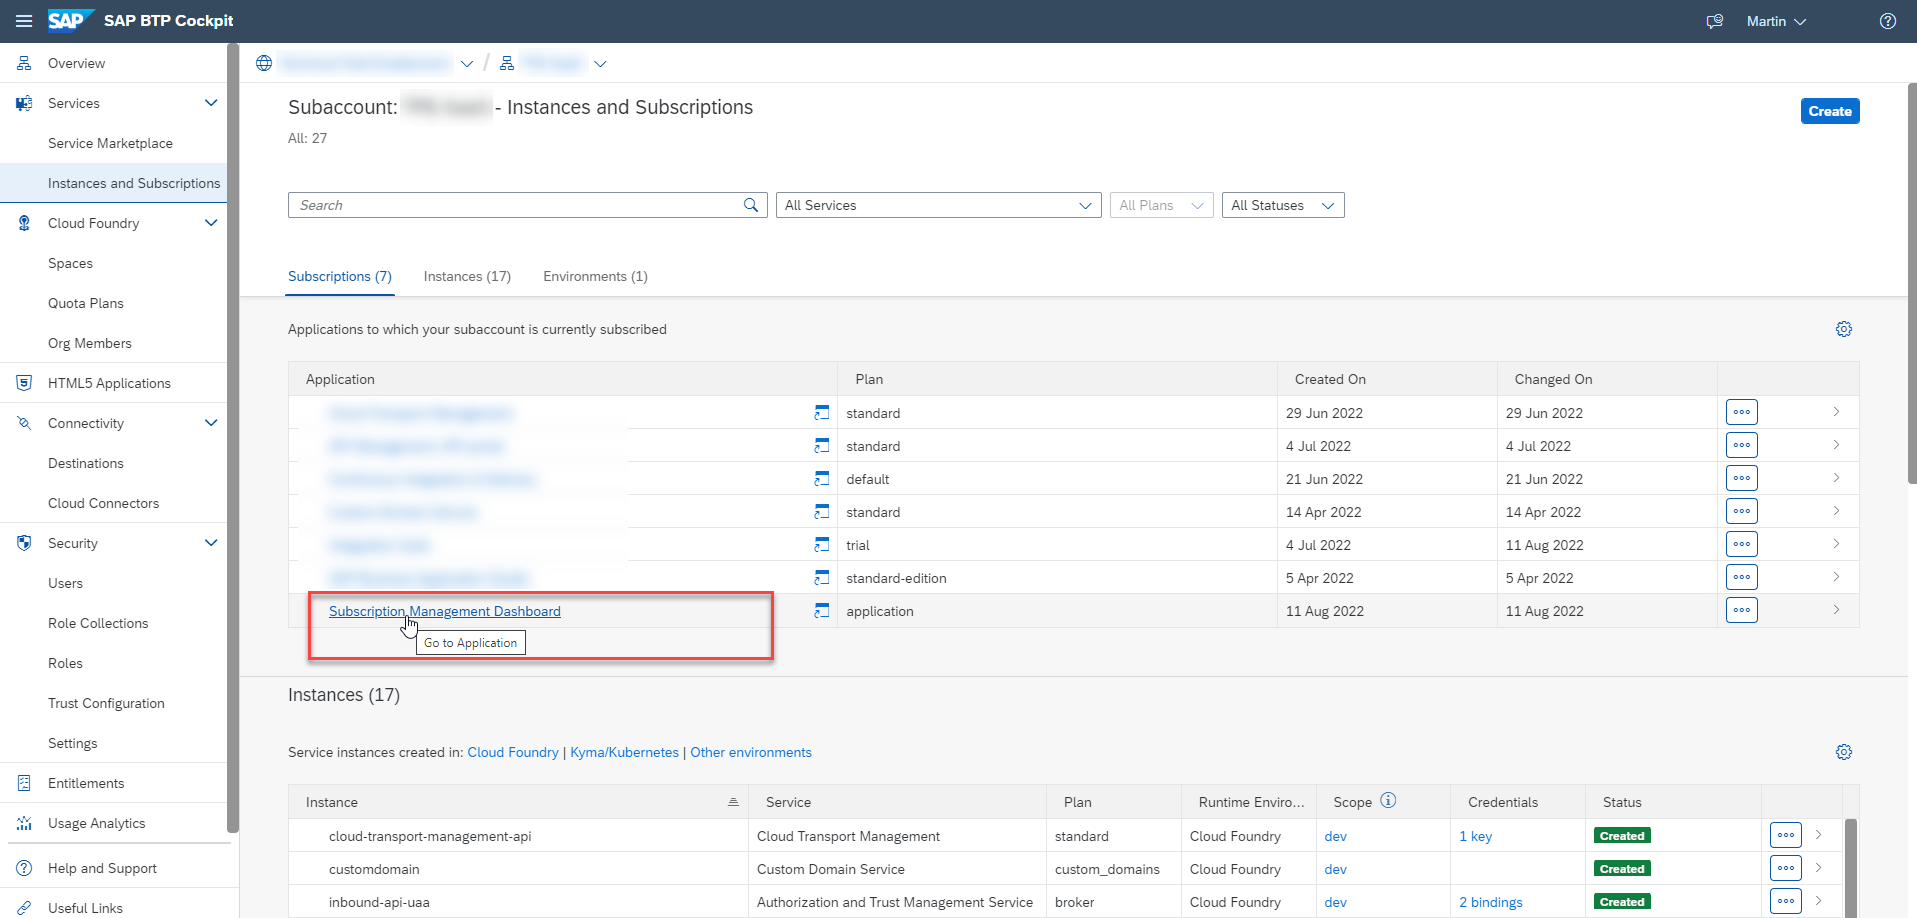 SAP SAP BTP Cockpit
Martin
Overview
Services
Service Marketplace
Instances and Subscriptions
Cloud Foundry
Spaces
Quota Plans
Org Members
HTML5 Applications
Connectivity
Destinations
Cloud Connectors
Security
Users
Role Collections
Roles
Trust Configuration
Settings
Entitlements
Usage Analytics
Help and Support
Useful Links
/
Subaccount: - Instances and Subscriptions
Create
All: 27
Search All Services All Plans All Statuses
Subscriptions (7) Instances (17) Environments (1)
Applications to which your subaccount is currently subscribed
Application Plan Created On Changed On
standard 29 Jun 2022 29 Jun 2022
standard 4 Jul 2022 4 Jul 2022
default 21 Jun 2022 21 Jun 2022
standard 14 Apr 2022 14 Apr 2022
trial 4 Jul 2022 11 Aug 2022
standard-edition 5 Apr 2022 5 Apr 2022
Subscription Management Dashboard application 11 Aug 2022 11 Aug 2022
Go to Application
Instances (17)
Service instances created in: Cloud Foundry | Kyma/Kubernetes | Other environments
Instance Service Plan Runtime Enviro... Scope Credentials Status
cloud-transport-management-api Cloud Transport Management standard Cloud Foundry dev 1 key Created
customdomain Custom Domain Service custom_domains Cloud Foundry dev Created
inbound-api-uaa Authorization and Trust Management Service broker Cloud Foundry dev 2 bindings Created